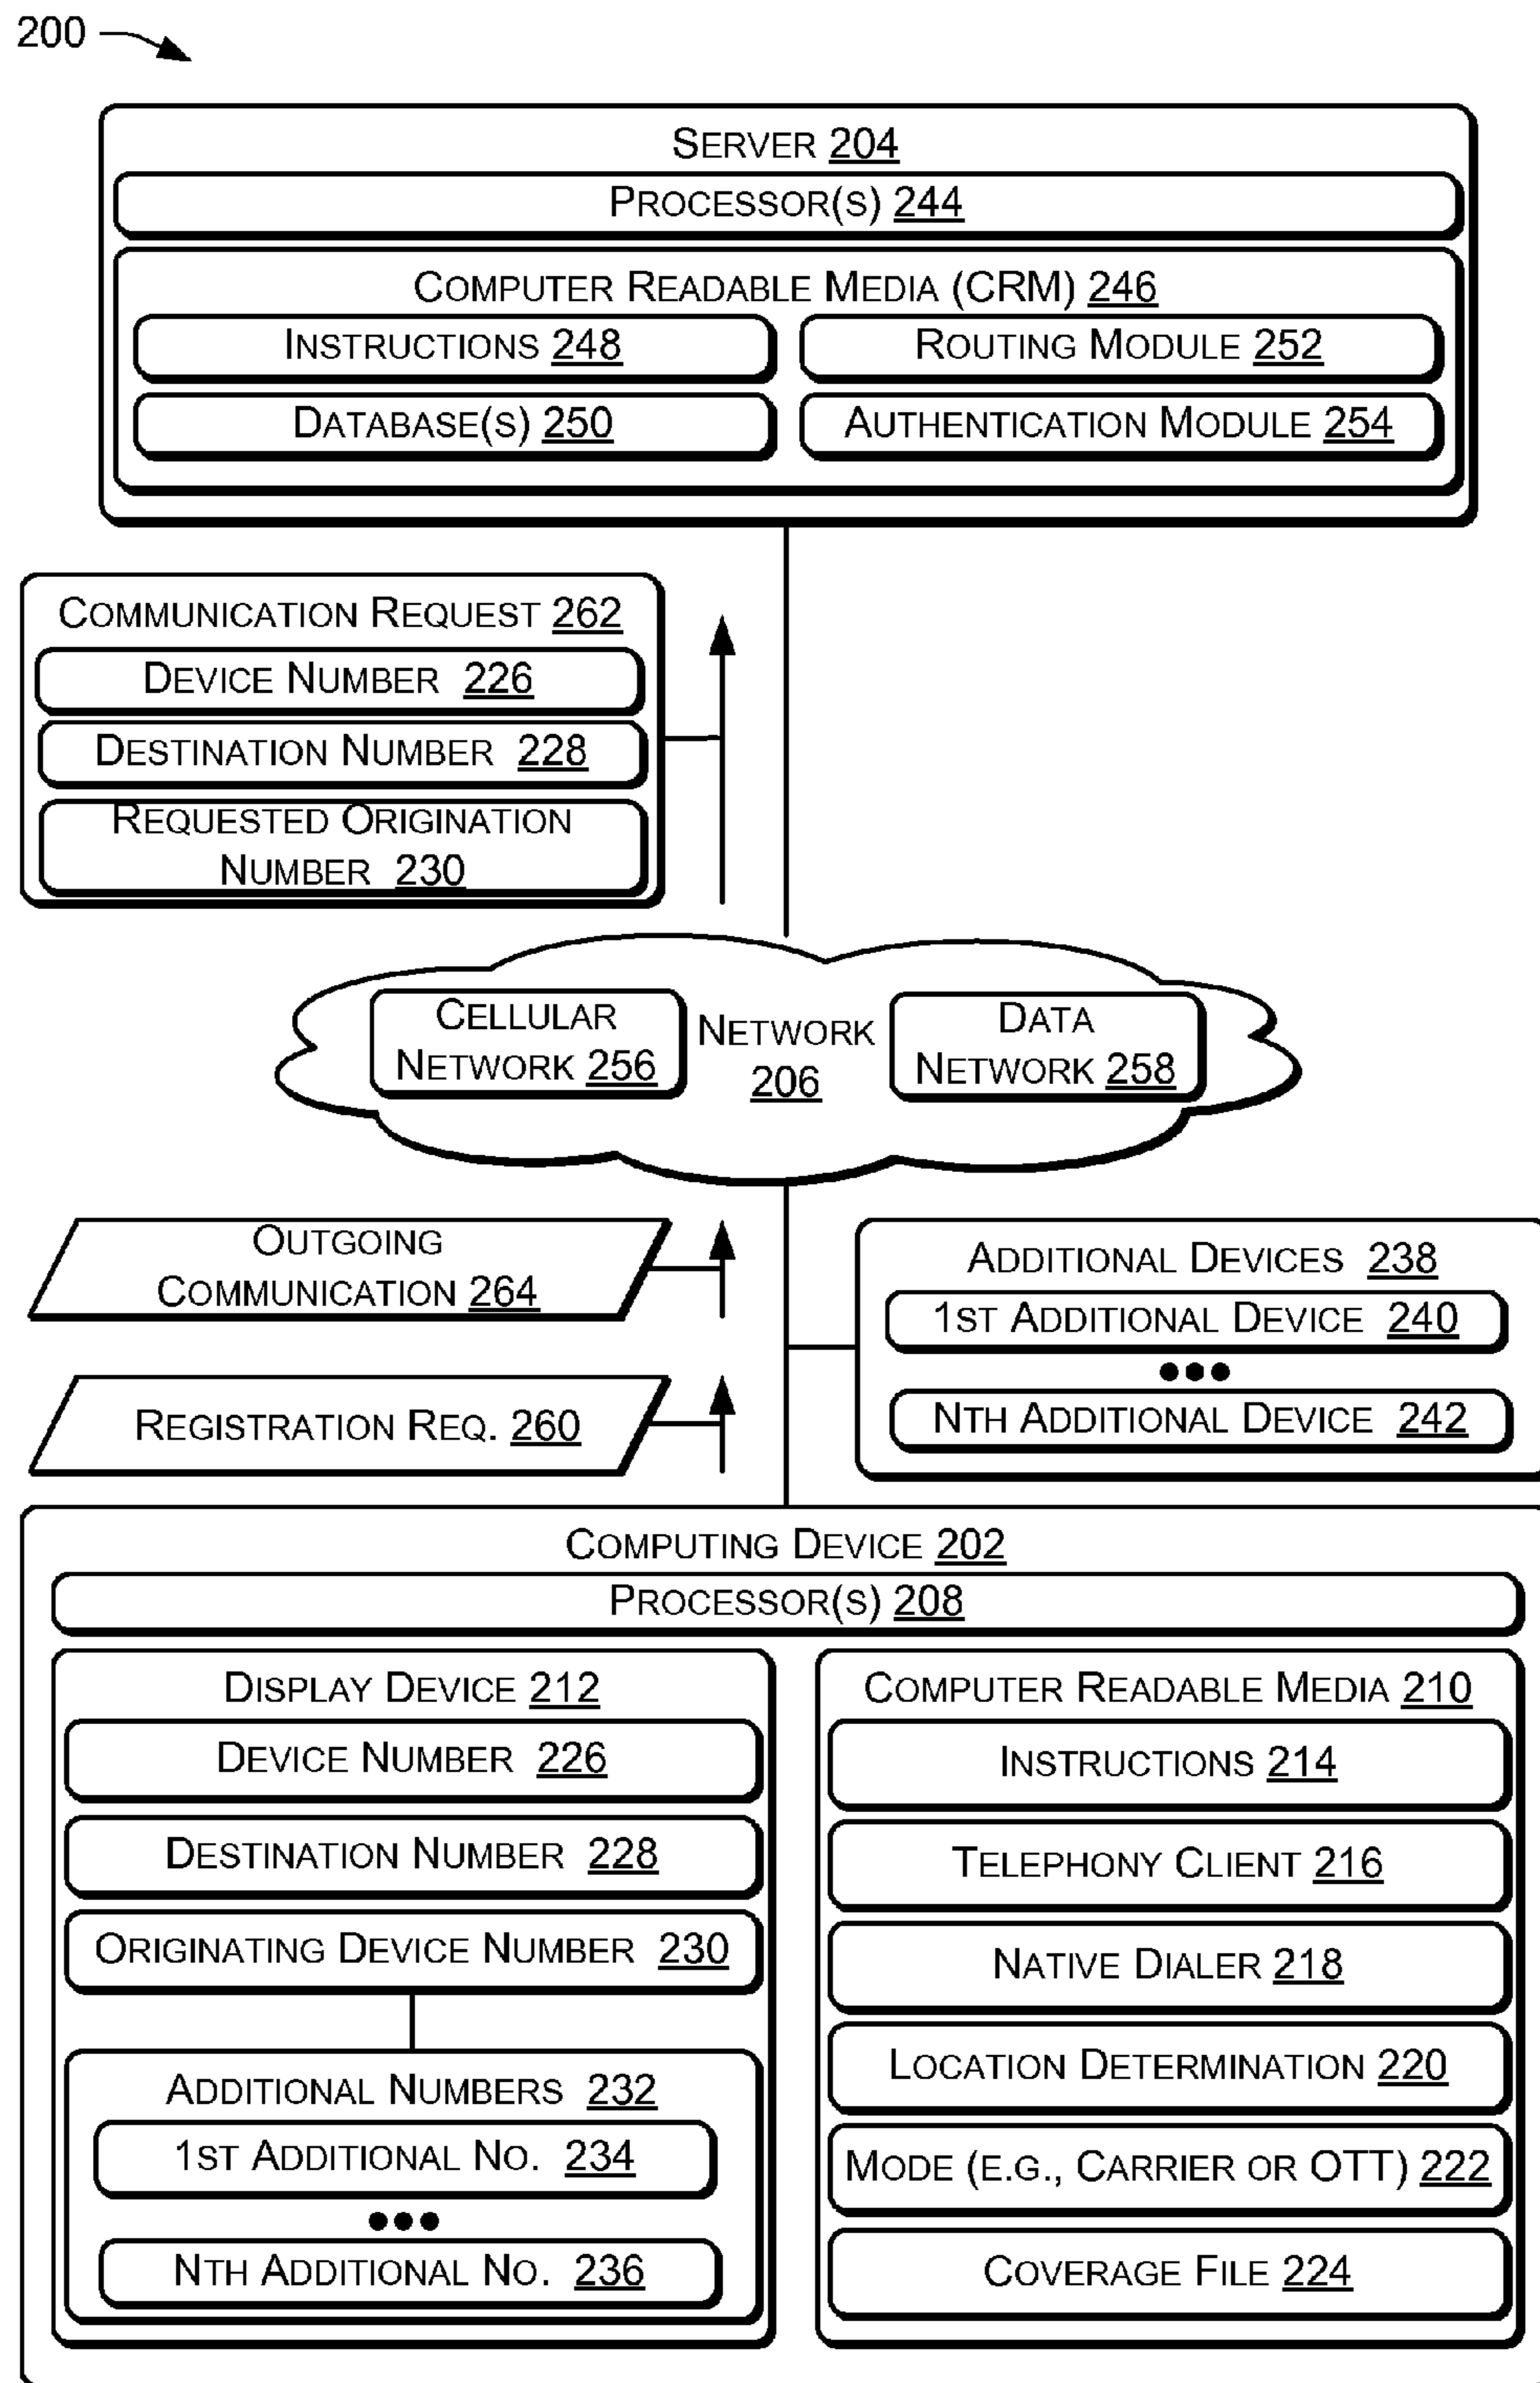 200
SERVER 204
PROCESSOR(S) 244
COMPUTER READABLE MEDIA (CRM) 246
INSTRUCTIONS 248
ROUTING MODULE 252
DATABASE(S) 250
AUTHENTICATION MODULE 254
COMMUNICATION REQUEST 262
DEVICE NUMBER 226
DESTINATION NUMBER 228
REQUESTED ORIGINATION
NUMBER 230
CELLULAR
NETWORK 256
NETWORK
206
DATA
NETWORK 258
OUTGOING
COMMUNICATION 264
REGISTRATION REQ. 260
ADDITIONAL DEVICES 238
1ST ADDITIONAL DEVICE 240
•••
NTH ADDITIONAL DEVICE 242
COMPUTING DEVICE 202
PROCESSOR(S) 208
DISPLAY DEVICE 212
DEVICE NUMBER 226
DESTINATION NUMBER 228
ORIGINATING DEVICE NUMBER 230
ADDITIONAL NUMBERS 232
1ST ADDITIONAL NO. 234
•••
NTH ADDITIONAL NO. 236
COMPUTER READABLE MEDIA 210
INSTRUCTIONS 214
TELEPHONY CLIENT 216
NATIVE DIALER 218
LOCATION DETERMINATION 220
MODE (E.G., CARRIER OR OTT) 222
COVERAGE FILE 224